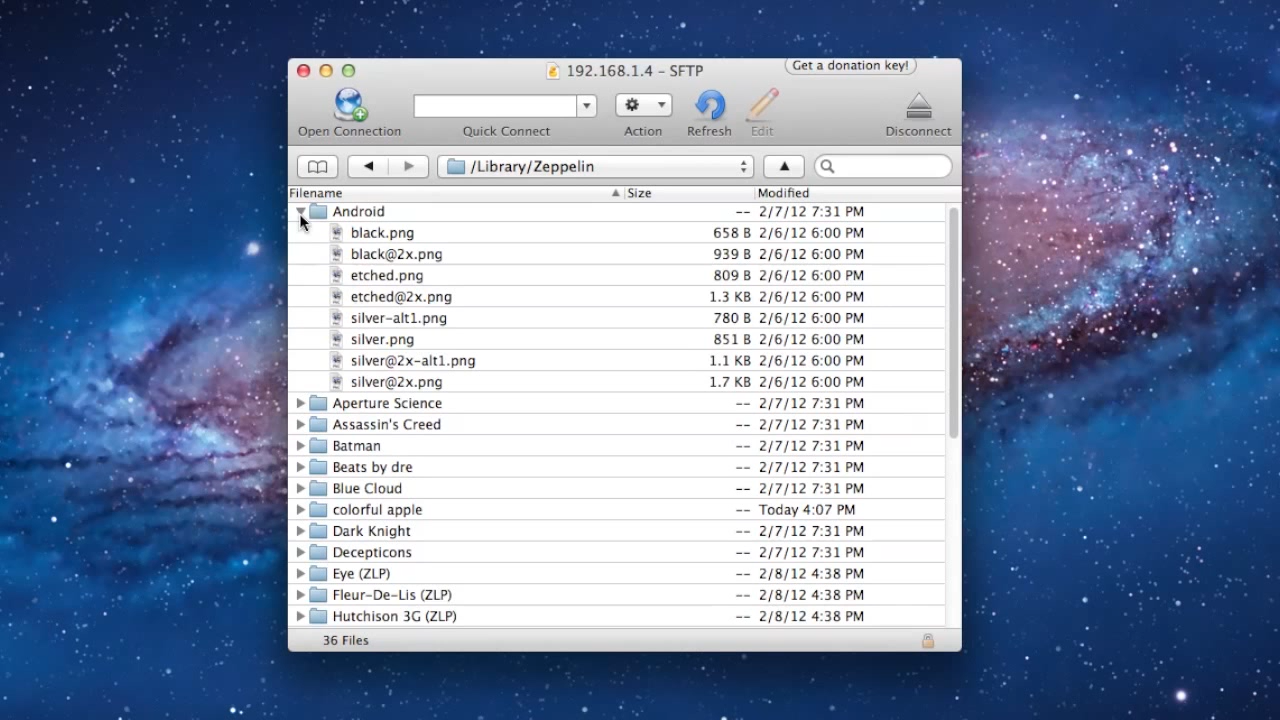 192.168.1.4 – SFTP
Get a donation key!
Open Connection
Quick Connect
Action
Refresh
Edit
Disconnect
/Library/Zeppelin
Filename Size Modified
Android -- 2/7/12 7:31 PM
black.png 658 B 2/6/12 6:00 PM
black@2x.png 939 B 2/6/12 6:00 PM
etched.png 809 B 2/6/12 6:00 PM
etched@2x.png 1.3 KB 2/6/12 6:00 PM
silver-alt1.png 780 B 2/6/12 6:00 PM
silver.png 851 B 2/6/12 6:00 PM
silver@2x-alt1.png 1.1 KB 2/6/12 6:00 PM
silver@2x.png 1.7 KB 2/6/12 6:00 PM
Aperture Science -- 2/7/12 7:31 PM
Assassin's Creed -- 2/7/12 7:31 PM
Batman -- 2/7/12 7:31 PM
Beats by dre -- 2/7/12 7:31 PM
Blue Cloud -- 2/7/12 7:31 PM
colorful apple -- Today 4:07 PM
Dark Knight -- 2/7/12 7:31 PM
Decepticons -- 2/7/12 7:31 PM
Eye (ZLP) -- 2/8/12 4:38 PM
Fleur-De-Lis (ZLP) -- 2/8/12 4:38 PM
Hutchison 3G (ZLP) -- 2/8/12 4:38 PM
36 Files